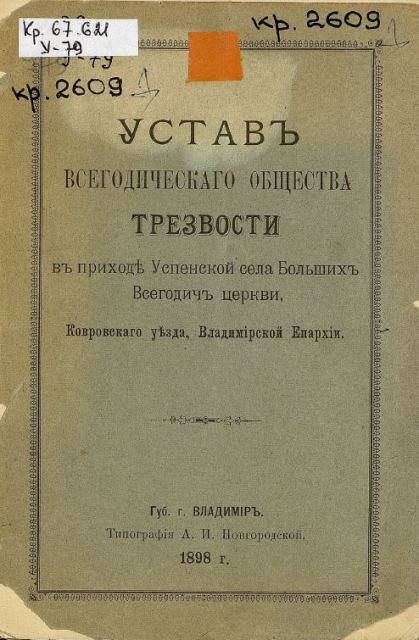 кр. 2609
Кр. 67.621
У-79
У-79
кр. 2609
УСТАВЪ
ВСЕГОДИЧЕСКАГО ОБЩЕСТВА
ТРЕЗВОСТИ
въ приходѣ Успенской села Большихъ
Всегодичъ церкви,
Ковровскаго уѣзда, Владимірской Епархіи.
Губ. г. ВЛАДИМІРЪ.
Типографія А. И. Новгородской.
1898 г.